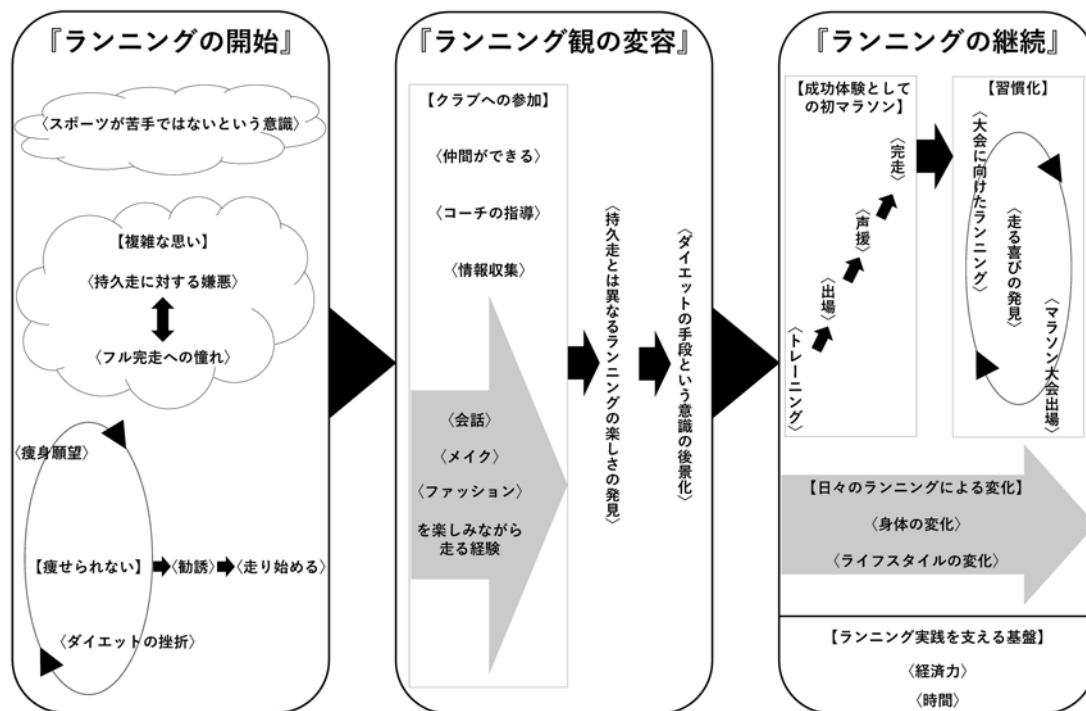 『ランニングの開始』
〈スポーツが苦手ではないという意識〉
【複雑な思い】
〈持久走に対する嫌悪〉
〈フル完走への憧れ〉
〈痩身願望〉
【痩せられない】
〈勧誘〉
〈走り始める〉
〈ダイエットの挫折〉
『ランニング観の変容』
【クラブへの参加】
〈仲間ができる〉
〈コーチの指導〉
〈情報収集〉
〈会話〉
〈メイク〉
〈ファッション〉
を楽しみながら
走る経験
〈持久走とは異なるランニングの楽しさの発見〉
〈ダイエットの手段という意識の後景化〉
『ランニングの継続』
【成功体験として
の初マラソン】
〈トレーニング〉
〈出場〉
〈声援〉
〈完走〉
【習慣化】
〈大会に向けたランニング〉
〈走る喜びの発見〉
〈マラソン大会出場〉
【日々のランニングによる変化】
〈身体の変化〉
〈ライフスタイルの変化〉
【ランニング実践を支える基盤】
〈経済力〉
〈時間〉